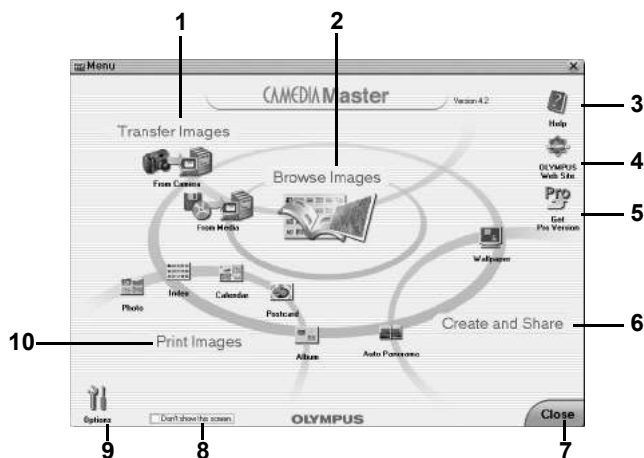 1
2
Menu
CAMEDIA Master
Version 4.2
3
Help
Transfer Images
From Camera
4
OLYMPUS
Web Site
Browse Images
From Media
5
Get
Pro Version
Pro
Wallpaper
Photo
Index
Calendar
Postcard
6
Create and Share
10
Print Images
Album
Auto Panorama
Options
Don't show this screen
OLYMPUS
Close
9
8
7